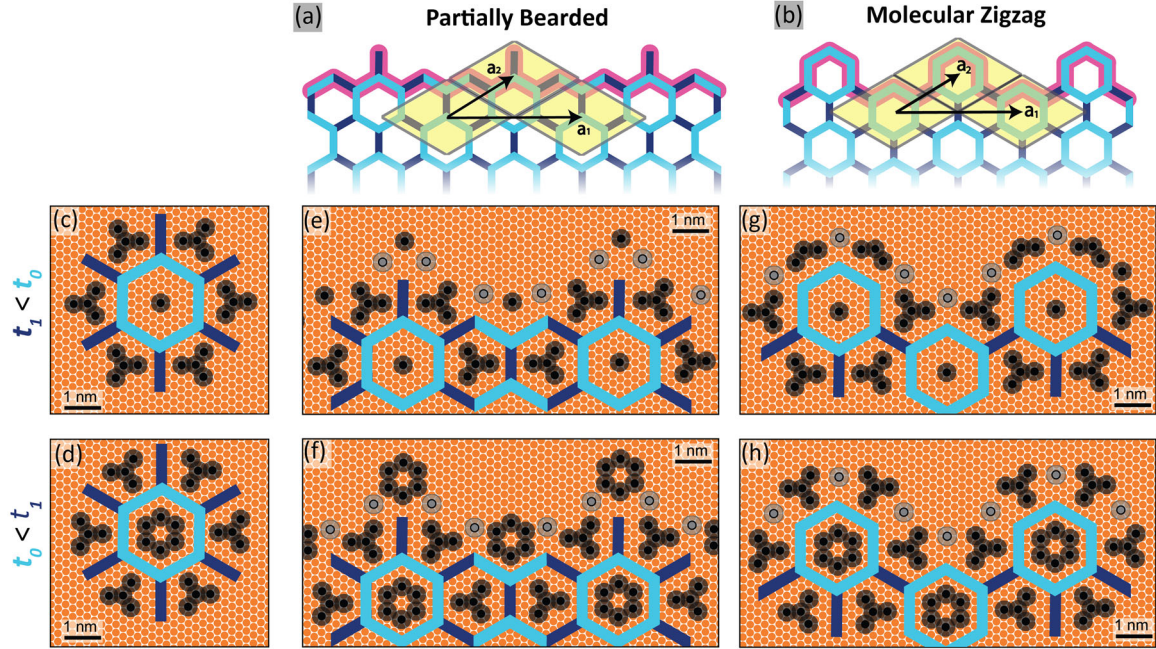 (a)
Partially Bearded
(b)
Molecular Zigzag
a₂
a₁
a₂
a₁
t₁ < t₀
(c)
1 nm
(e)
1 nm
(g)
1 nm
t₀ < t₁
(d)
1 nm
(f)
1 nm
(h)
1 nm